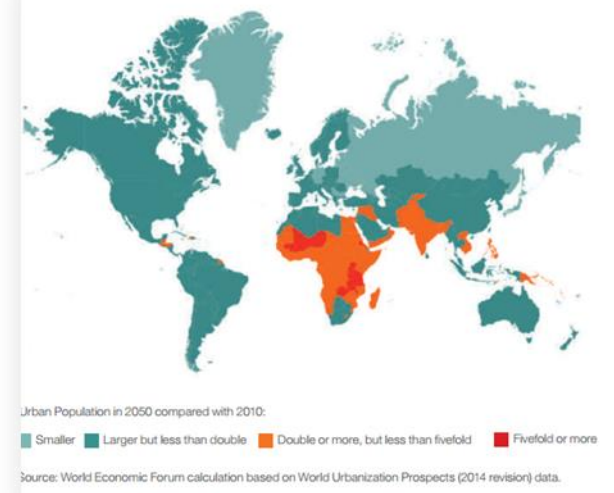 Urban Population in 2050 compared with 2010:
Smaller Larger but less than double Double or more, but less than fivefold Fivefold or more
Source: World Economic Forum calculation based on World Urbanization Prospects (2014 revision) data.